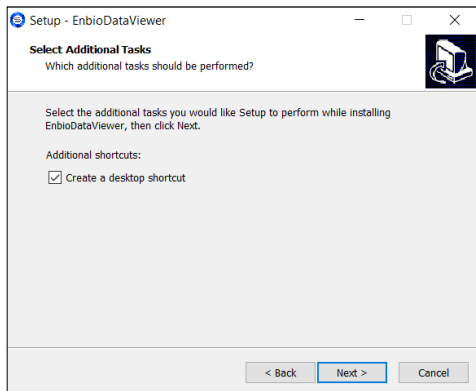 Setup - EnbioDataViewer
Select Additional Tasks
Which additional tasks should be performed?
Select the additional tasks you would like Setup to perform while installing
EnbioDataViewer, then click Next.
Additional shortcuts:
Create a desktop shortcut
< Back
Next >
Cancel